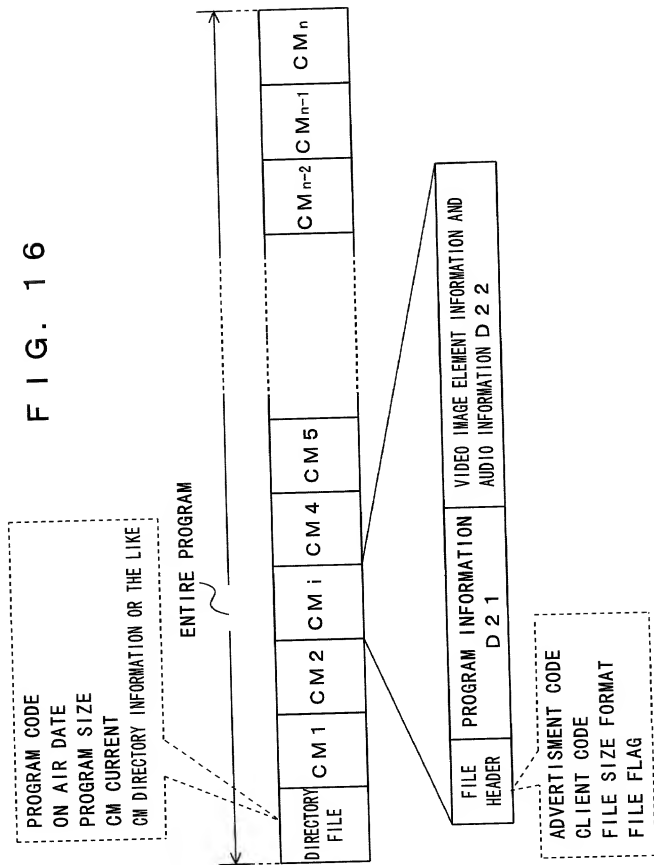 FIG. 16
PROGRAM CODE
ON AIR DATE
PROGRAM SIZE
CM CURRENT
CM DIRECTORY INFORMATION OR THE LIKE
ENTIRE PROGRAM
DIRECTORY
FILE
CM1
CM2
CMi
CM4
CM5
CMn-2
CMn-1
CMn
FILE
HEADER
PROGRAM INFORMATION
D21
VIDEO IMAGE ELEMENT INFORMATION AND
AUDIO INFORMATION D22
ADVERTISMENT CODE
CLIENT CODE
FILE SIZE FORMAT
FILE FLAG